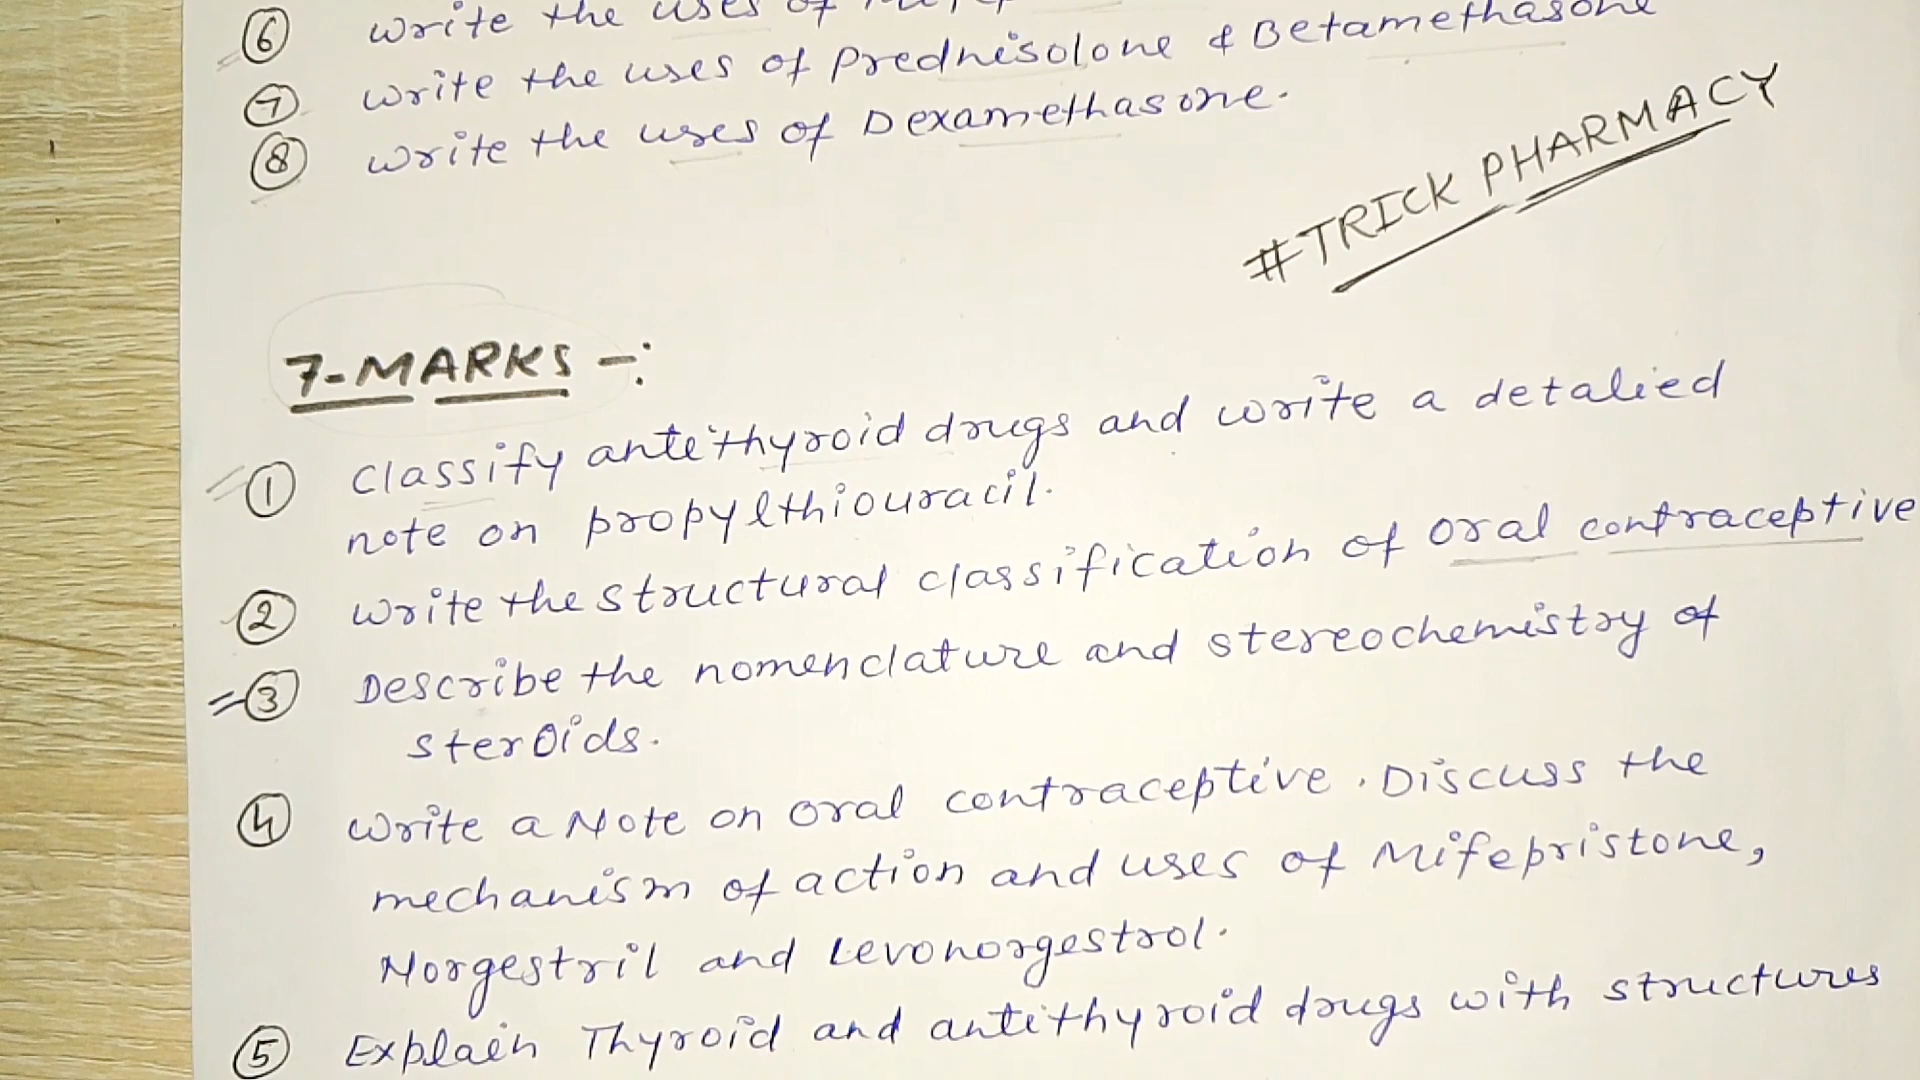 6 write the uses of
7 write the uses of Prednisolone & Betamethasone
8 write the uses of Dexamethasone.
#TRICK PHARMACY
7-MARKS -:
1 Classify antithyroid drugs and write a detalied
note on propylthiouracil.
2 write the structural classification of oral contraceptive
3 Describe the nomenclature and stereochemistry of
steroids.
4 write a Note on oral contraceptive. Discuss the
mechanism of action and uses of Mifepristone,
Norgestril and Levonorgestrol.
5 Explain Thyroid and antithyroid drugs with structures